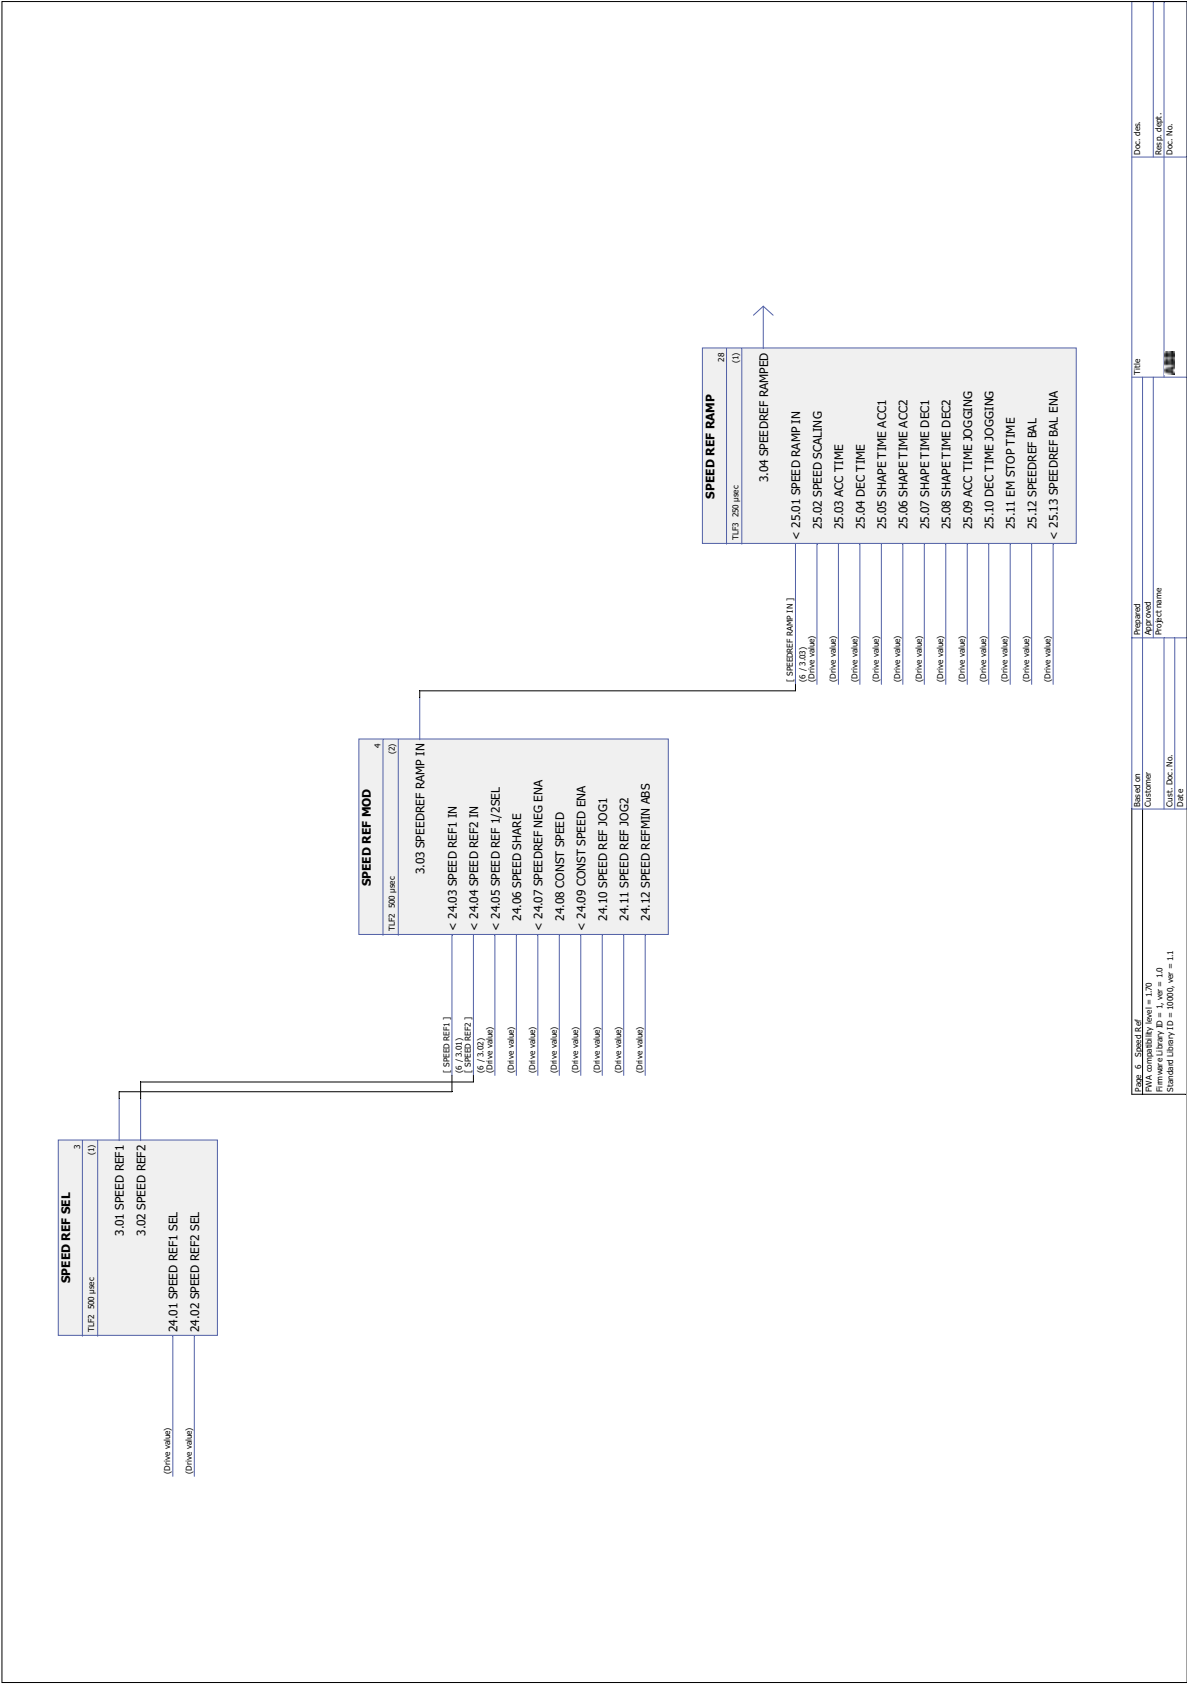 SPEED REF SEL
3
TLF2 500 µsec
(1)
3.01 SPEED REF1
3.02 SPEED REF2
(Drive value)
24.01 SPEED REF1 SEL
(Drive value)
24.02 SPEED REF2 SEL
SPEED REF MOD
4
TLF2 500 µsec
(2)
3.03 SPEEDREF RAMP IN
[ SPEED REF1 ]
(6 / 3.01)
< 24.03 SPEED REF1 IN
[ SPEED REF2 ]
(6 / 3.02)
< 24.04 SPEED REF2 IN
(Drive value)
< 24.05 SPEED REF 1/2SEL
(Drive value)
24.06 SPEED SHARE
(Drive value)
< 24.07 SPEEDREF NEG ENA
(Drive value)
24.08 CONST SPEED
(Drive value)
< 24.09 CONST SPEED ENA
(Drive value)
24.10 SPEED REF JOG1
(Drive value)
24.11 SPEED REF JOG2
(Drive value)
24.12 SPEED REFMIN ABS
SPEED REF RAMP
28
TLF3 250 µsec
(1)
3.04 SPEEDREF RAMPED
[ SPEEDREF RAMP IN ]
(6 / 3.03)
< 25.01 SPEED RAMP IN
(Drive value)
25.02 SPEED SCALING
(Drive value)
25.03 ACC TIME
(Drive value)
25.04 DEC TIME
(Drive value)
25.05 SHAPE TIME ACC1
(Drive value)
25.06 SHAPE TIME ACC2
(Drive value)
25.07 SHAPE TIME DEC1
(Drive value)
25.08 SHAPE TIME DEC2
(Drive value)
25.09 ACC TIME JOGGING
(Drive value)
25.10 DEC TIME JOGGING
(Drive value)
25.11 EM STOP TIME
(Drive value)
25.12 SPEEDREF BAL
(Drive value)
< 25.13 SPEEDREF BAL ENA
Page 6 Speed Ref
FWA compatibility level = 1.70
Firmware Library ID = 1, ver = 1.0
Standard Library ID = 10000, ver = 1.1
Based on
Customer
Cust. Doc. No.
Date
Prepared
Approved
Project name
Title
ABB
Doc. des.
Resp. dept.
Doc. No.